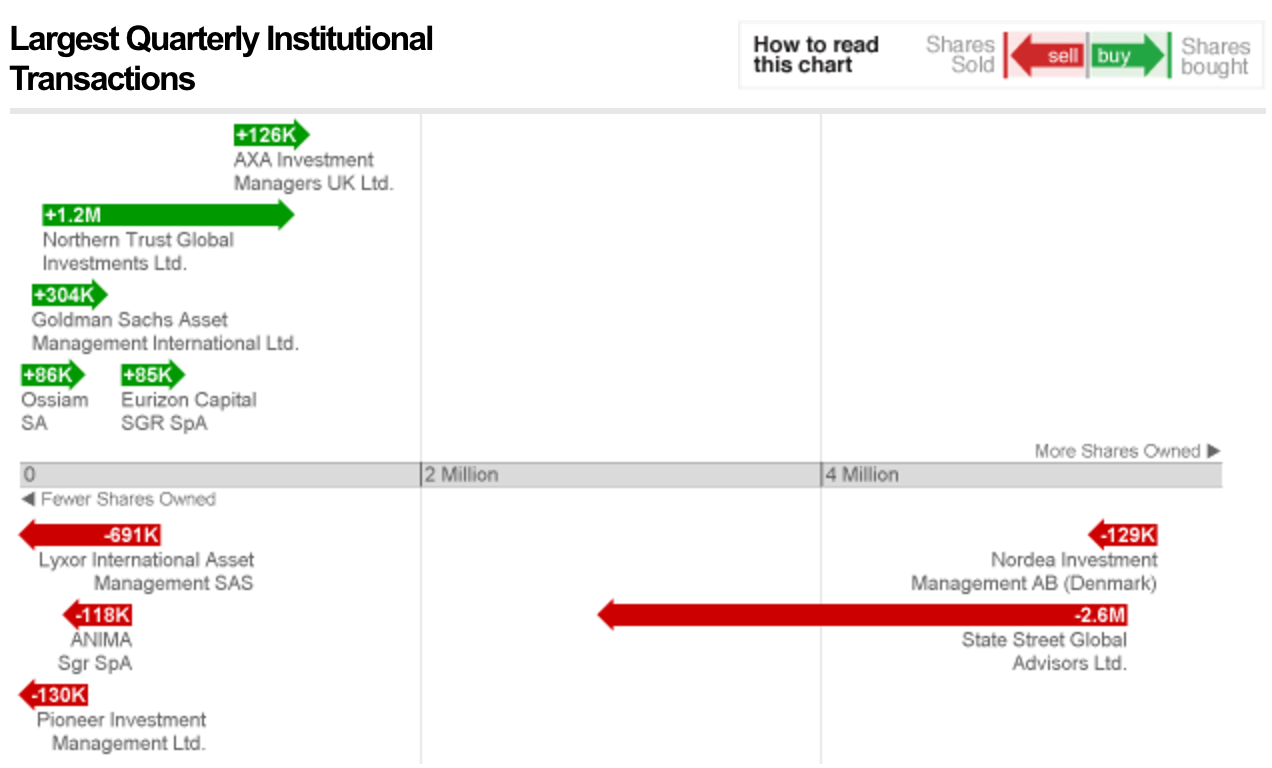 Largest Quarterly Institutional
Transactions
How to read
this chart
Shares
Sold
sell
buy
Shares
bought
+126K
AXA Investment
Managers UK Ltd.
+1.2M
Northern Trust Global
Investments Ltd.
+304K
Goldman Sachs Asset
Management International Ltd.
+86K
Ossiam
SA
+85K
Eurizon Capital
SGR SpA
More Shares Owned ▶
0
2 Million
4 Million
◀ Fewer Shares Owned
-691K
Lyxor International Asset
Management SAS
-129K
Nordea Investment
Management AB (Denmark)
-118K
ANIMA
Sgr SpA
-2.6M
State Street Global
Advisors Ltd.
-130K
Pioneer Investment
Management Ltd.